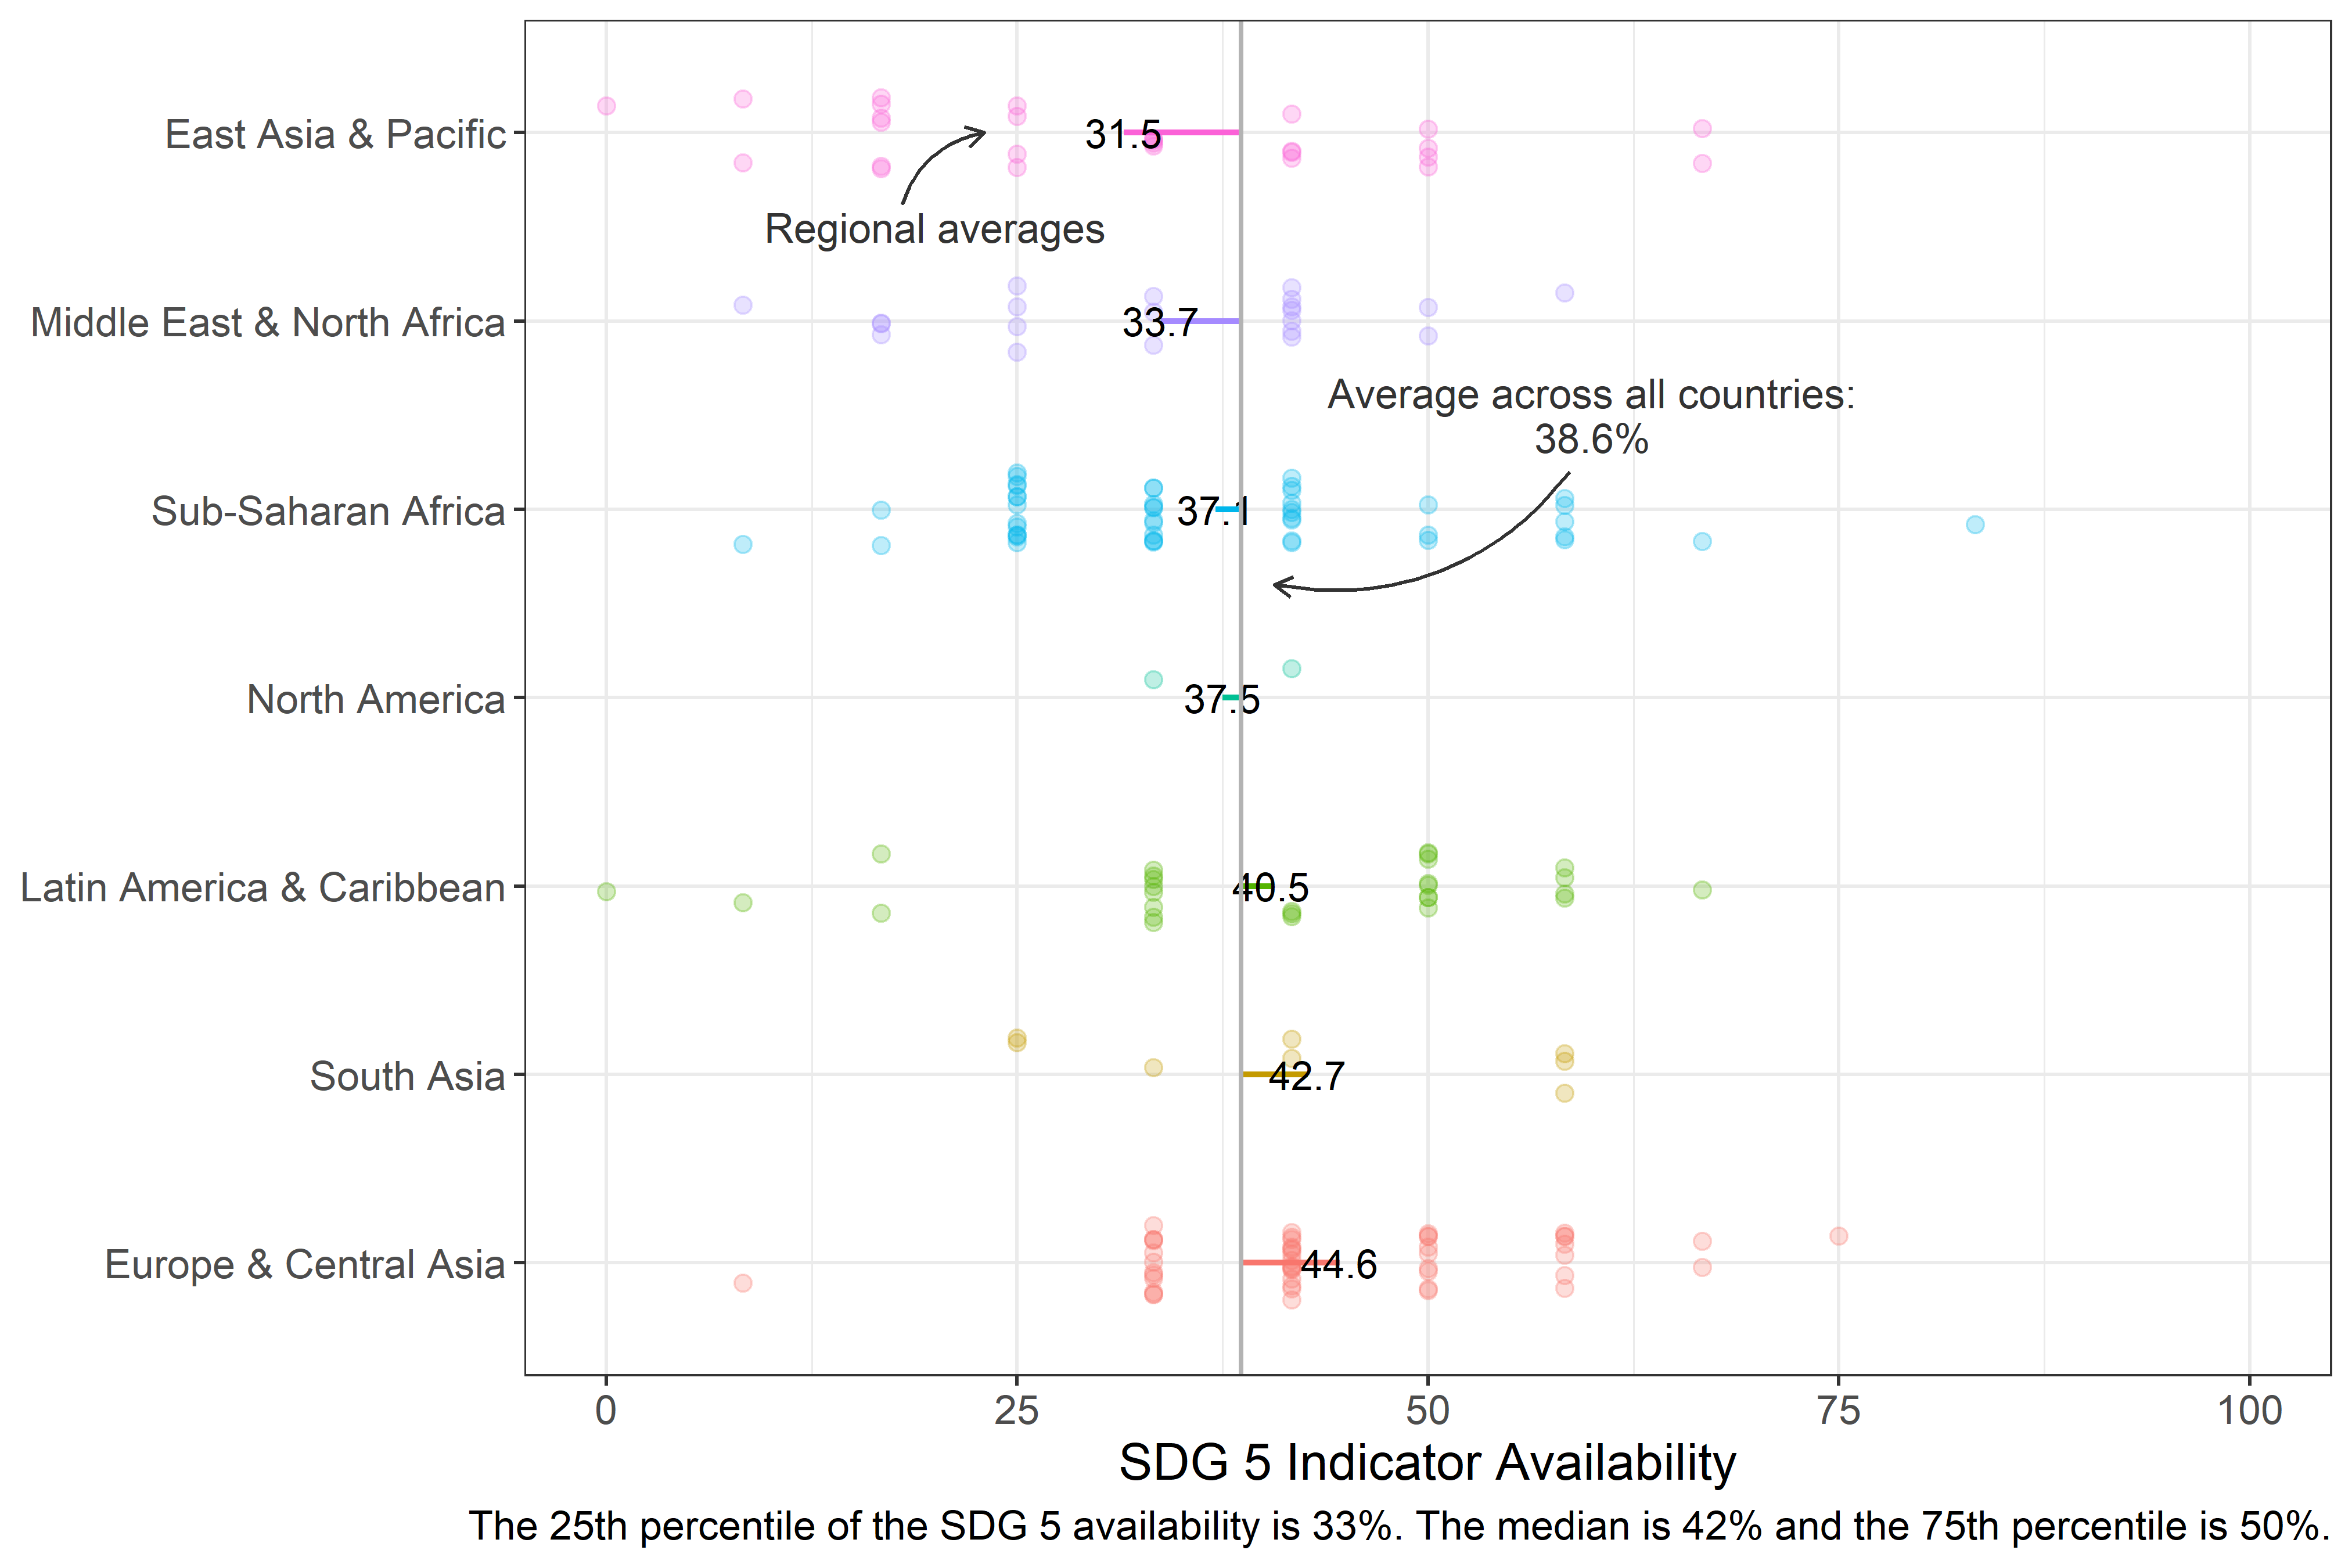 East Asia & Pacific
31.5
Regional averages
Middle East & North Africa
33.7
Average across all countries:
38.6%
Sub-Saharan Africa
37.1
North America
37.5
Latin America & Caribbean
40.5
South Asia
42.7
Europe & Central Asia
44.6
0 25 50 75 100
SDG 5 Indicator Availability
The 25th percentile of the SDG 5 availability is 33%. The median is 42% and the 75th percentile is 50%.